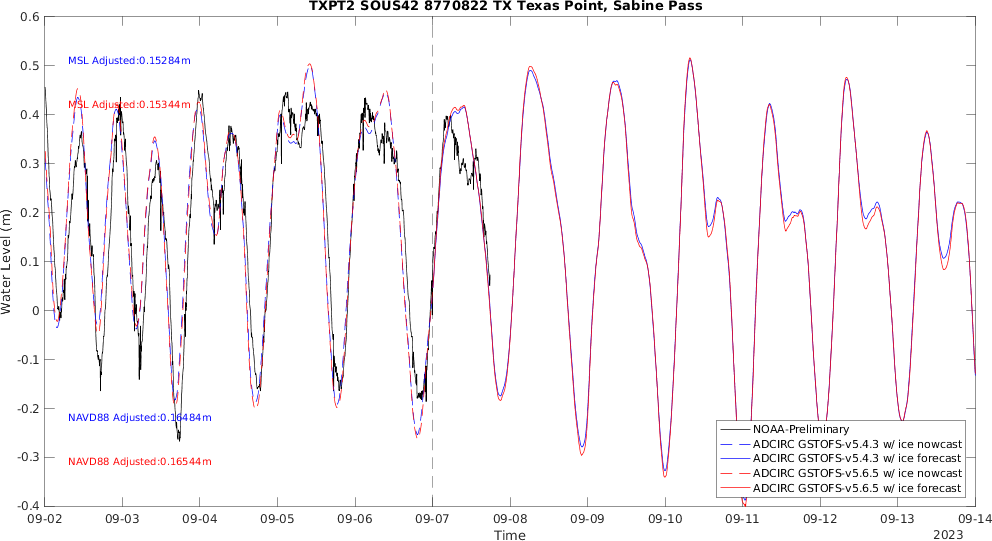 TXPT2 SOUS42 8770822 TX Texas Point, Sabine Pass
0.6
0.5
0.4
0.3
0.2
0.1
0
-0.1
-0.2
-0.3
-0.4
Water Level (m)
MSL Adjusted:0.15284m
MSL Adjusted:0.15344m
NAVD88 Adjusted:0.16484m
NAVD88 Adjusted:0.16544m
NOAA-Preliminary
ADCIRC GSTOFS-v5.4.3 w/ ice nowcast
ADCIRC GSTOFS-v5.4.3 w/ ice forecast
ADCIRC GSTOFS-v5.6.5 w/ ice nowcast
ADCIRC GSTOFS-v5.6.5 w/ ice forecast
09-02 09-03 09-04 09-05 09-06 09-07 09-08 09-09 09-10 09-11 09-12 09-13 09-14
Time
2023